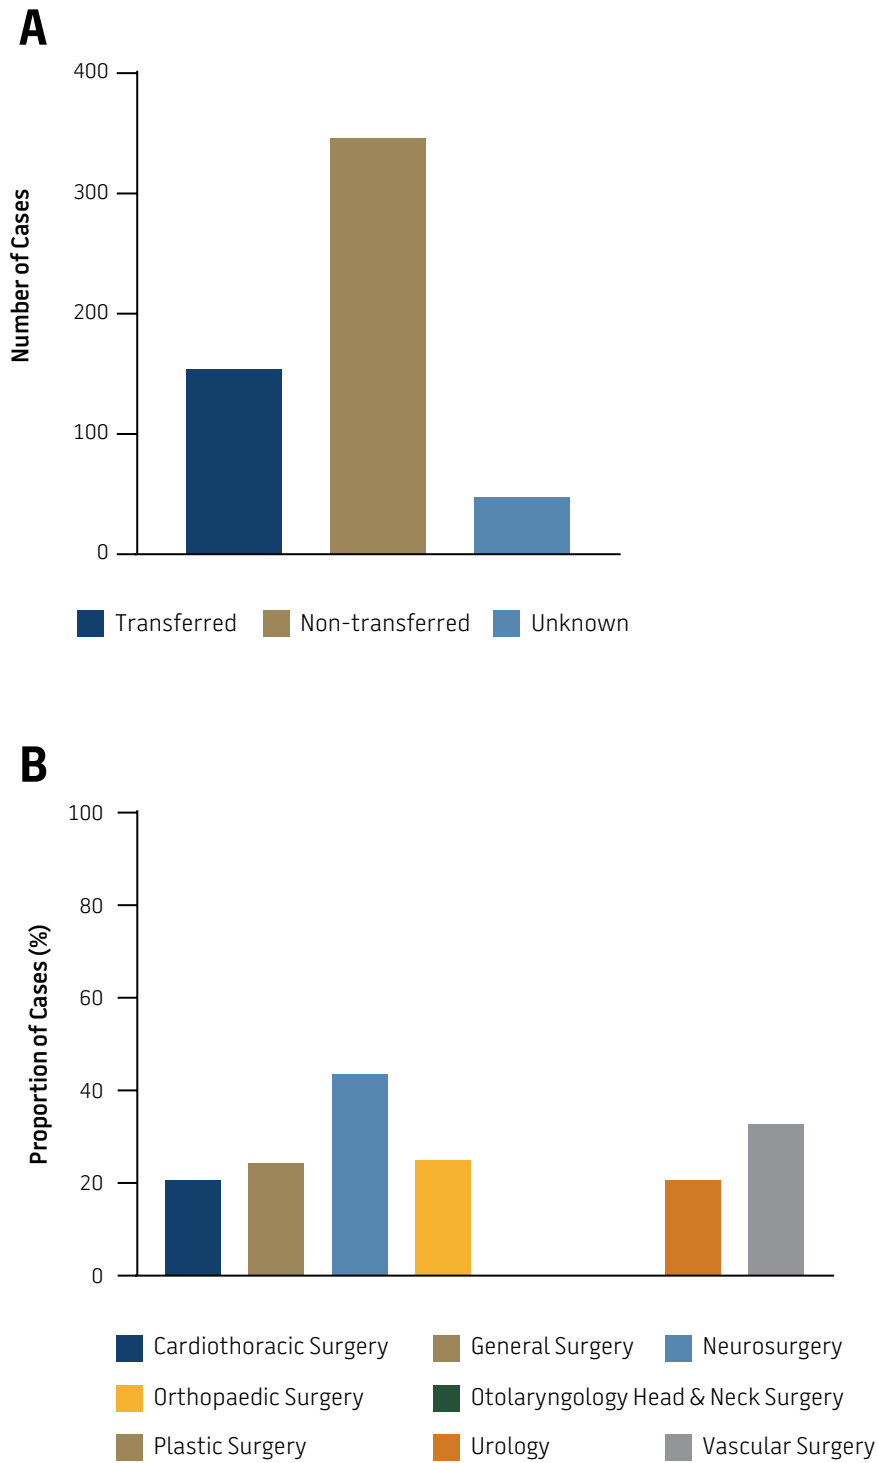 A
400
300
200
100
0
Number of Cases
Transferred Non-transferred Unknown
B
100
80
60
40
20
0
Proportion of Cases (%)
Cardiothoracic Surgery General Surgery Neurosurgery
Orthopaedic Surgery Otolaryngology Head & Neck Surgery
Plastic Surgery Urology Vascular Surgery